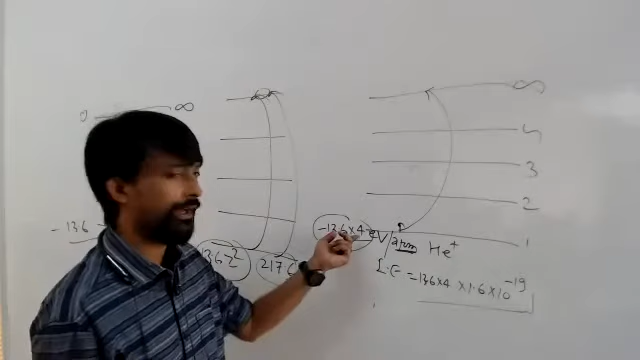 0 ∞ ∞
4
3
-13.6 2
-13.6×4 eV/atom He+ 1
13.6×Z 217
I.E = 13.6×4 ×1.6×10^-19